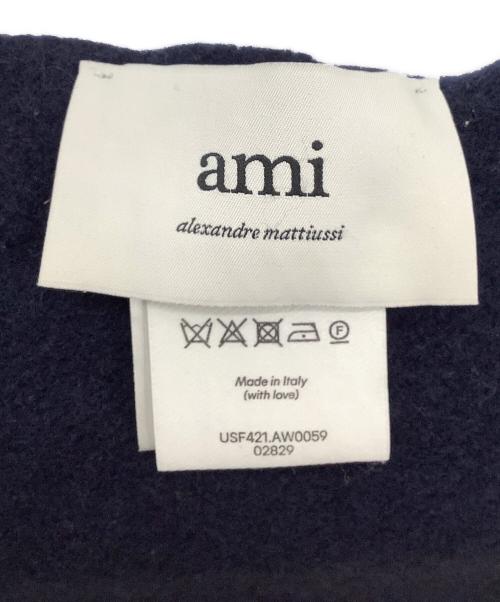 ami
alexandre mattiussi
F
Made in Italy
(with love)
USF421.AW0059
02829